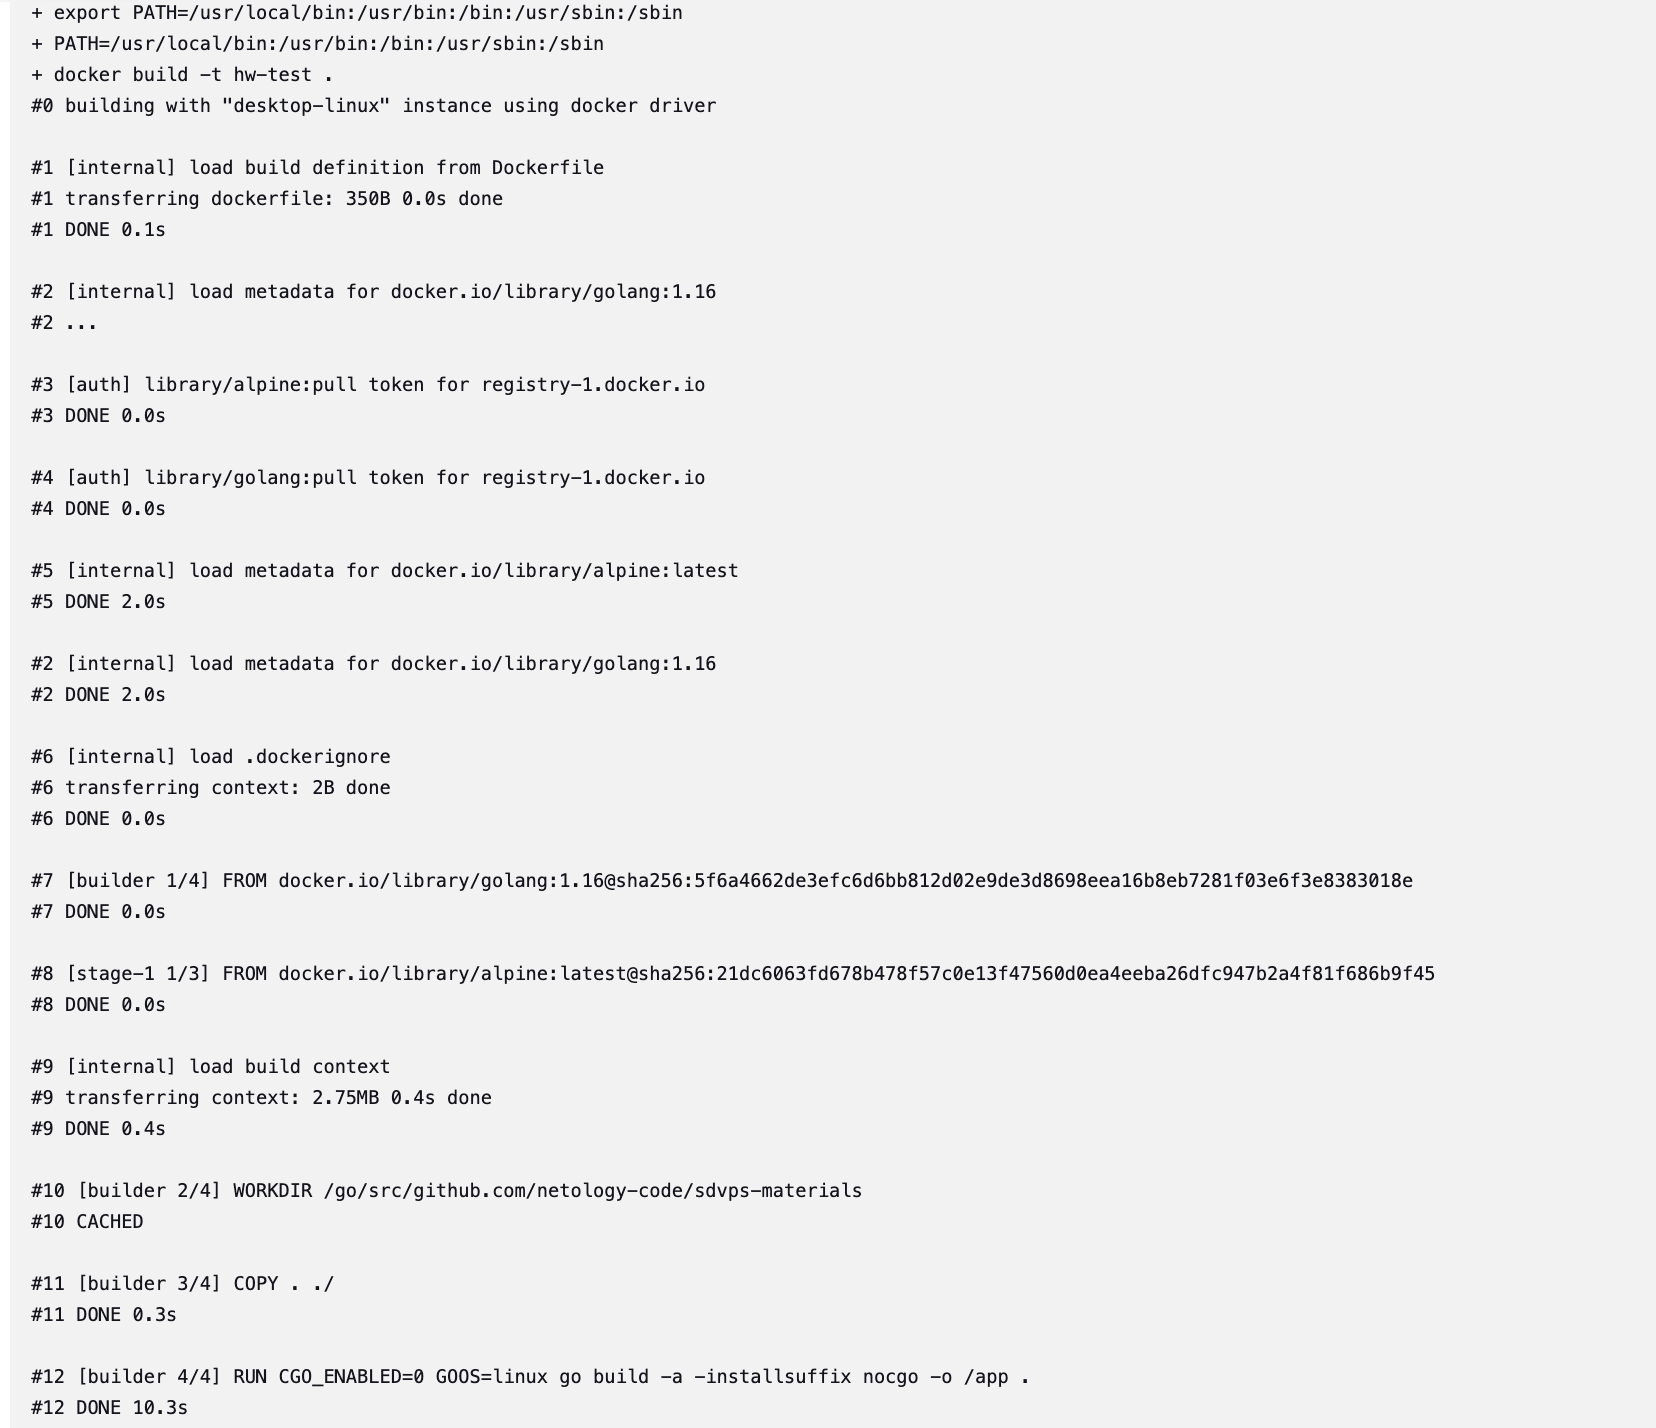 + export PATH=/usr/local/bin:/usr/bin:/bin:/usr/sbin:/sbin
+ PATH=/usr/local/bin:/usr/bin:/bin:/usr/sbin:/sbin
+ docker build -t hw-test .
#0 building with "desktop-linux" instance using docker driver

#1 [internal] load build definition from Dockerfile
#1 transferring dockerfile: 350B 0.0s done
#1 DONE 0.1s

#2 [internal] load metadata for docker.io/library/golang:1.16
#2 ...

#3 [auth] library/alpine:pull token for registry-1.docker.io
#3 DONE 0.0s

#4 [auth] library/golang:pull token for registry-1.docker.io
#4 DONE 0.0s

#5 [internal] load metadata for docker.io/library/alpine:latest
#5 DONE 2.0s

#2 [internal] load metadata for docker.io/library/golang:1.16
#2 DONE 2.0s

#6 [internal] load .dockerignore
#6 transferring context: 2B done
#6 DONE 0.0s

#7 [builder 1/4] FROM docker.io/library/golang:1.16@sha256:5f6a4662de3efc6d6bb812d02e9de3d8698eea16b8eb7281f03e6f3e8383018e
#7 DONE 0.0s

#8 [stage-1 1/3] FROM docker.io/library/alpine:latest@sha256:21dc6063fd678b478f57c0e13f47560d0ea4eeba26dfc947b2a4f81f686b9f45
#8 DONE 0.0s

#9 [internal] load build context
#9 transferring context: 2.75MB 0.4s done
#9 DONE 0.4s

#10 [builder 2/4] WORKDIR /go/src/github.com/netology-code/sdvps-materials
#10 CACHED

#11 [builder 3/4] COPY . ./
#11 DONE 0.3s

#12 [builder 4/4] RUN CGO_ENABLED=0 GOOS=linux go build -a -installsuffix nocgo -o /app .
#12 DONE 10.3s